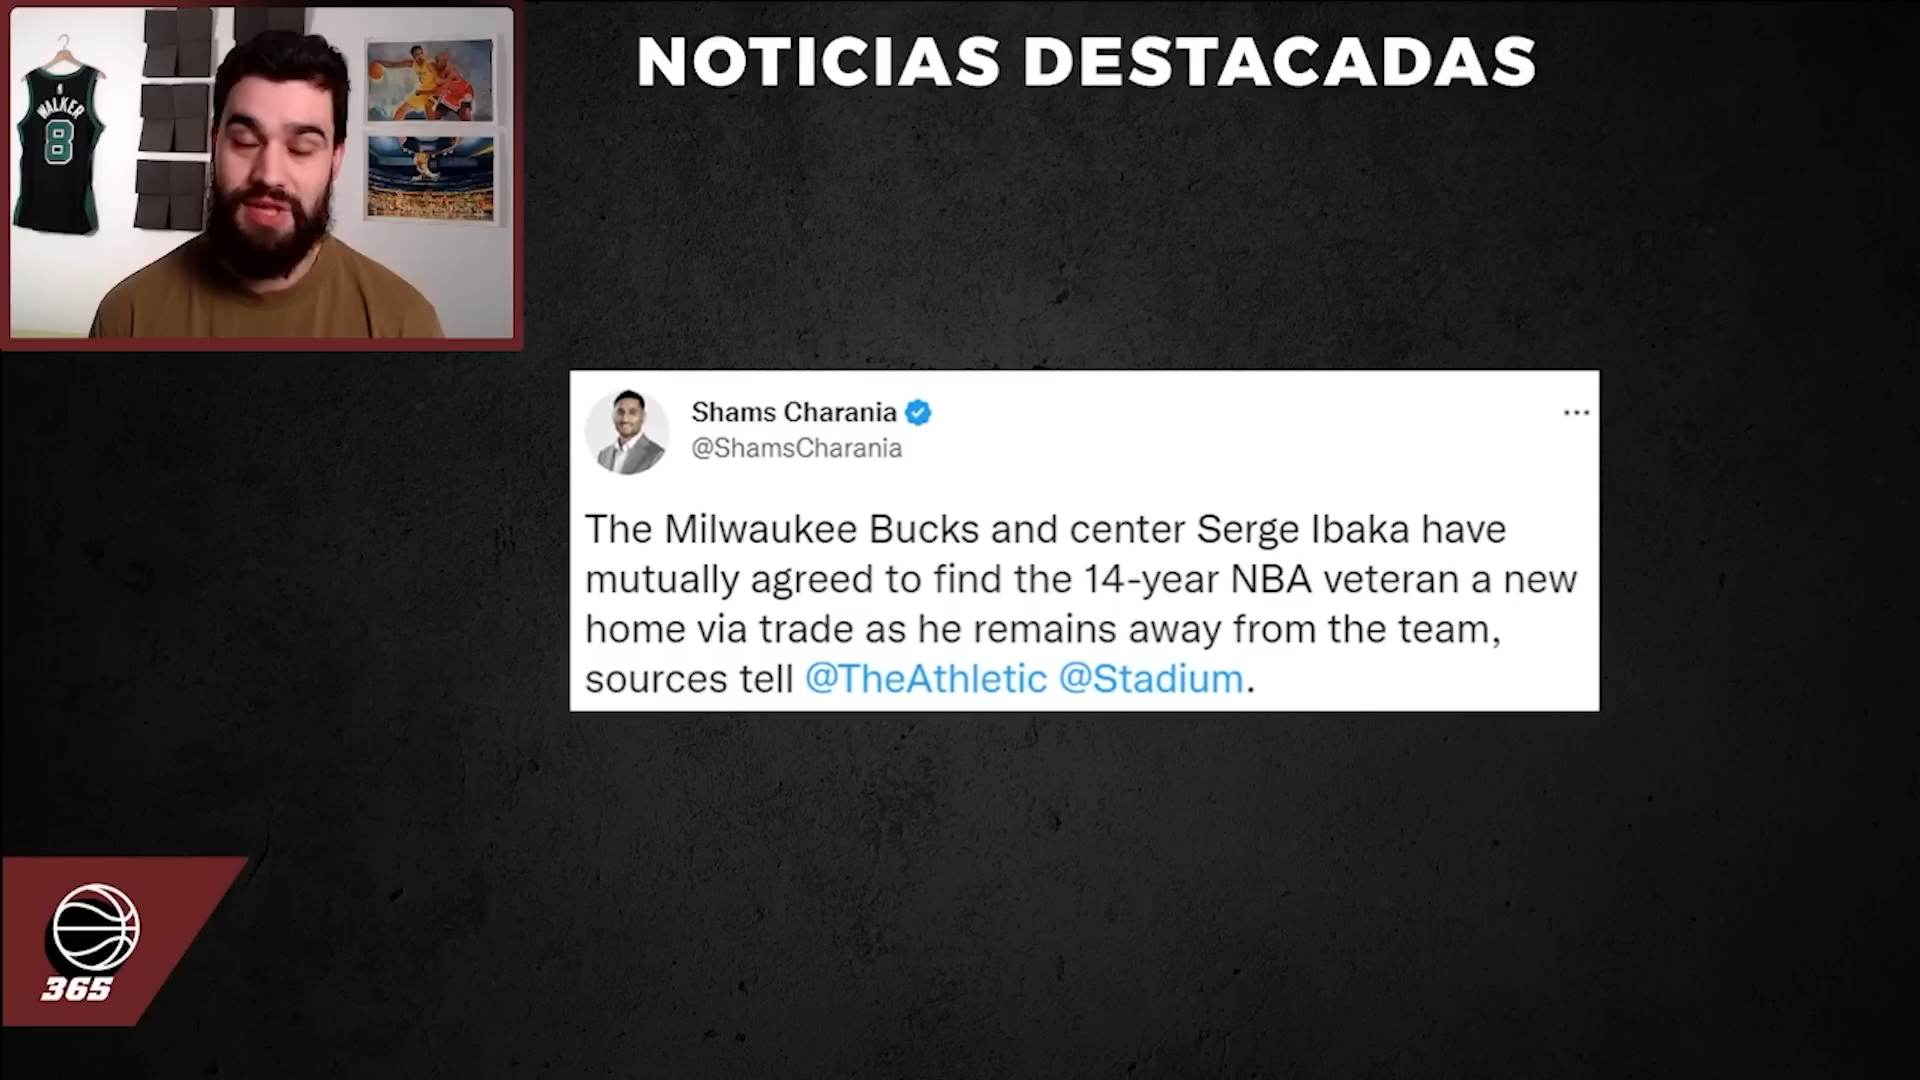 NOTICIAS DESTACADAS
WALKER
8
Shams Charania
@ShamsCharania
The Milwaukee Bucks and center Serge Ibaka have
mutually agreed to find the 14-year NBA veteran a new
home via trade as he remains away from the team,
sources tell @TheAthletic @Stadium.
365